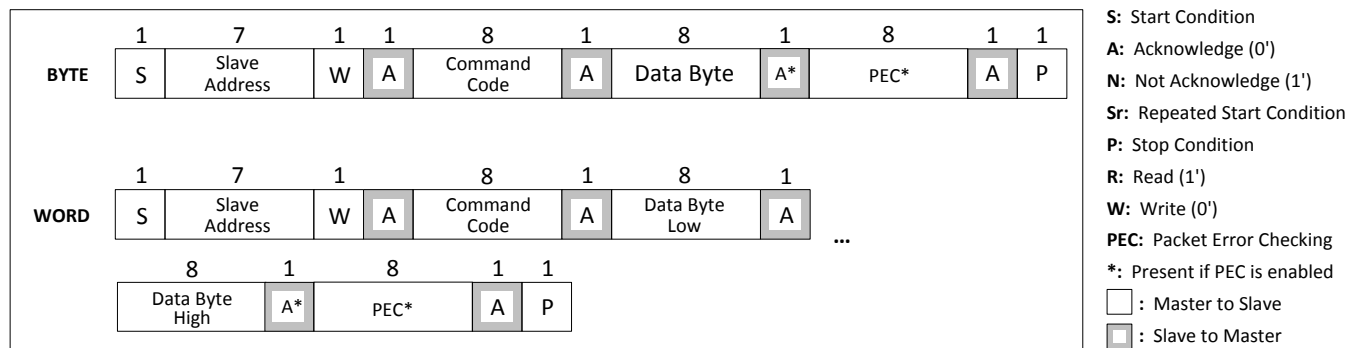 1 7 1 1 8 1 8 1 8 1 1
BYTE S Slave Address W A Command Code A Data Byte A* PEC* A P
1 7 1 8 1 8 1
WORD S Slave Address W A Command Code A Data Byte Low A ...
8 1 8 1 1
Data Byte High A* PEC* A P
S: Start Condition
A: Acknowledge (0')
N: Not Acknowledge (1')
Sr: Repeated Start Condition
P: Stop Condition
R: Read (1')
W: Write (0')
PEC: Packet Error Checking
*: Present if PEC is enabled
: Master to Slave
: Slave to Master